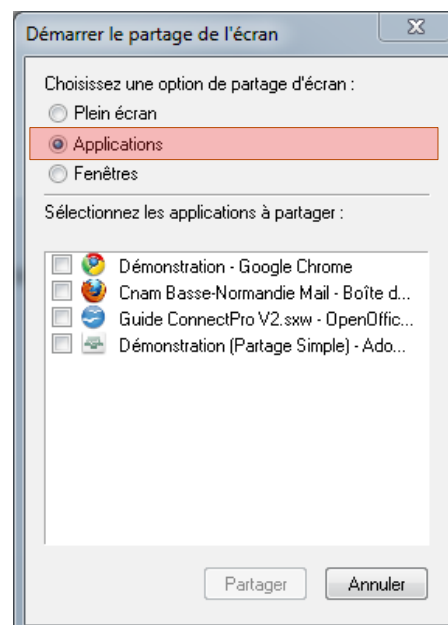 Démarrer le partage de l'écran
Choisissez une option de partage d'écran :
Plein écran
Applications
Fenêtres
Sélectionnez les applications à partager :
Démonstration - Google Chrome
Cnam Basse-Normandie Mail - Boîte d...
Guide ConnectPro V2.sxw - OpenOffic...
Démonstration (Partage Simple) - Ado...
Partager
Annuler